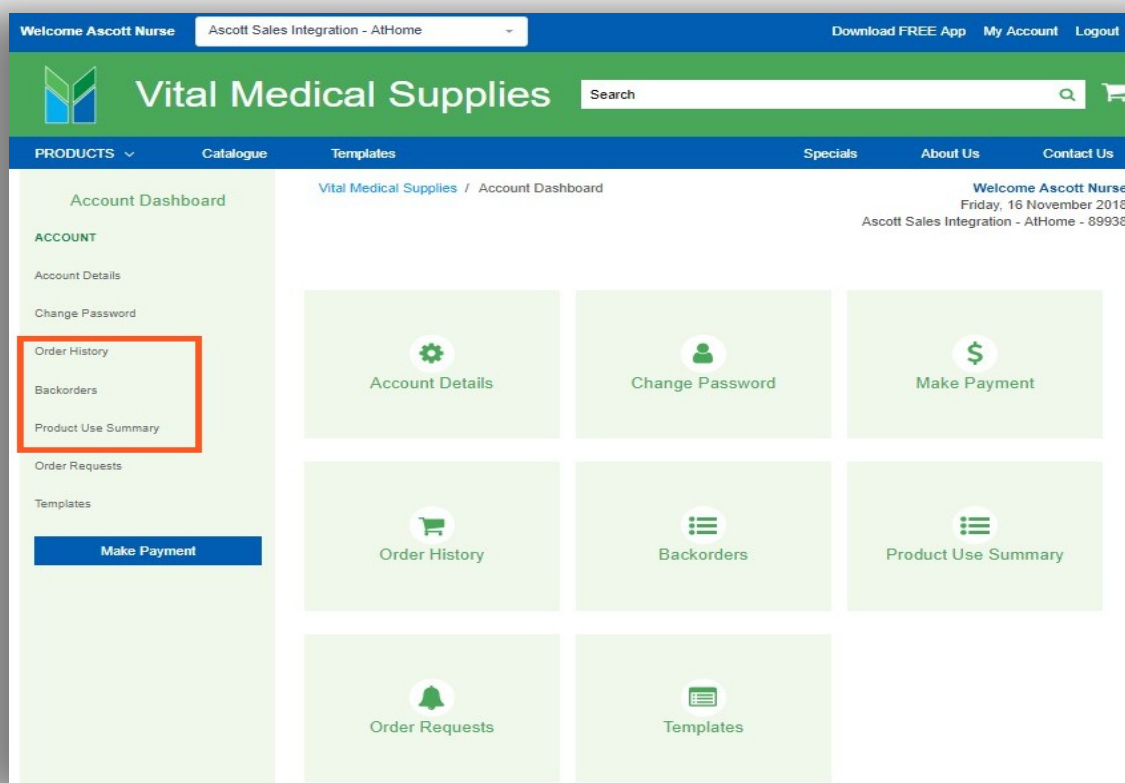 Welcome Ascott Nurse
Ascott Sales Integration - AtHome
Download FREE App My Account Logout
Vital Medical Supplies
Search
PRODUCTS Catalogue Templates Specials About Us Contact Us
Account Dashboard
ACCOUNT
Account Details
Change Password
Order History
Backorders
Product Use Summary
Order Requests
Templates
Make Payment
Vital Medical Supplies / Account Dashboard
Welcome Ascott Nurse
Friday, 16 November 2018
Ascott Sales Integration - AtHome - 89938
Account Details
Change Password
Make Payment
Order History
Backorders
Product Use Summary
Order Requests
Templates